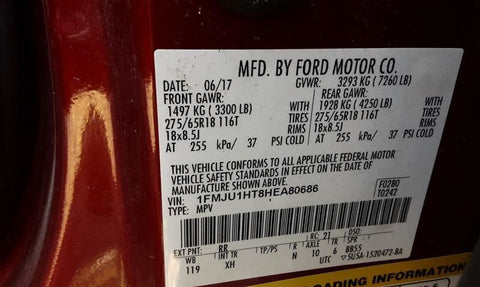 MFD. BY FORD MOTOR CO.
DATE: 06/17 GVWR: 3293 KG ( 7260 LB)
FRONT GAWR: REAR GAWR:
1497 KG ( 3300 LB) WITH 1928 KG ( 4250 LB) WITH
275/65R18 116T TIRES 275/65R18 116T TIRES
18x8.5J RIMS 18x8.5J RIMS
AT 255 kPa/ 37 PSI COLD AT 255 kPa/ 37 PSI COLD
THIS VEHICLE CONFORMS TO ALL APPLICABLE FEDERAL MOTOR
VEHICLE SAFETY STANDARDS IN EFFECT ON THE DATE OF
MANUFACTURE SHOWN ABOVE.
VIN: 1FMJU1HT8HEA80686 F0280
TYPE: MPV T0242
EXT PNT: RR RC: 21
WB INT TR TP/PS R AXLE TR SPR
119 XH N 10 6 BB55
UTC ▽ SU5A-1520472-BA
LOADING INFORMATION